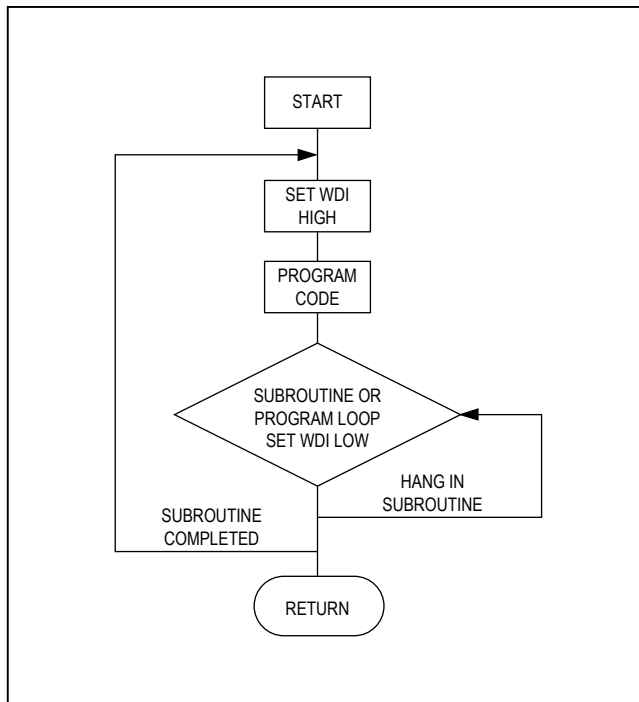 START
SET WDI
HIGH
PROGRAM
CODE
SUBROUTINE OR
PROGRAM LOOP
SET WDI LOW
HANG IN
SUBROUTINE
SUBROUTINE
COMPLETED
RETURN